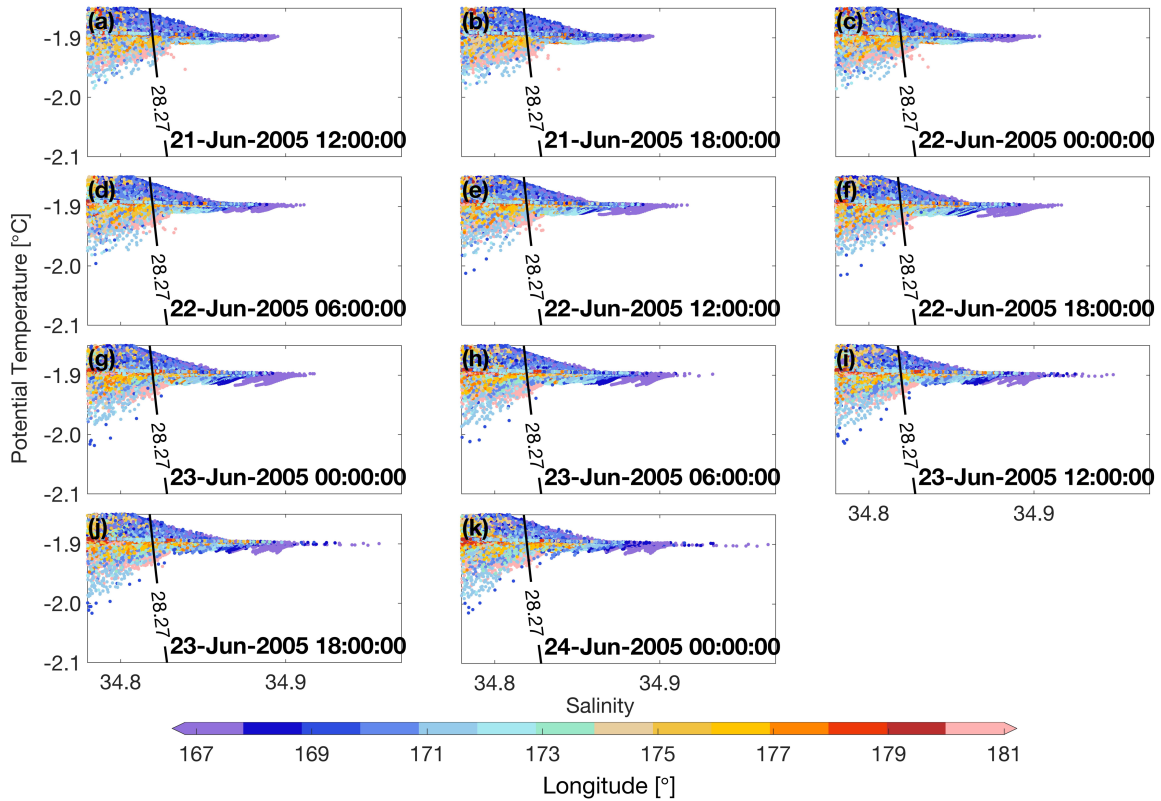 (a)
(b)
(c)
-1.9
-2.0
-2.1
28.27
28.27
28.27
21-Jun-2005 12:00:00
21-Jun-2005 18:00:00
22-Jun-2005 00:00:00
(d)
(e)
(f)
-1.9
-2.0
-2.1
28.27
28.27
28.27
22-Jun-2005 06:00:00
22-Jun-2005 12:00:00
22-Jun-2005 18:00:00
Potential Temperature [°C]
(g)
(h)
(i)
-1.9
-2.0
-2.1
28.27
28.27
28.27
23-Jun-2005 00:00:00
23-Jun-2005 06:00:00
23-Jun-2005 12:00:00
34.8 34.9
(j)
(k)
-1.9
-2.0
-2.1
28.27
28.27
23-Jun-2005 18:00:00
24-Jun-2005 00:00:00
34.8 34.9
34.8 34.9
Salinity
167 169 171 173 175 177 179 181
Longitude [°]